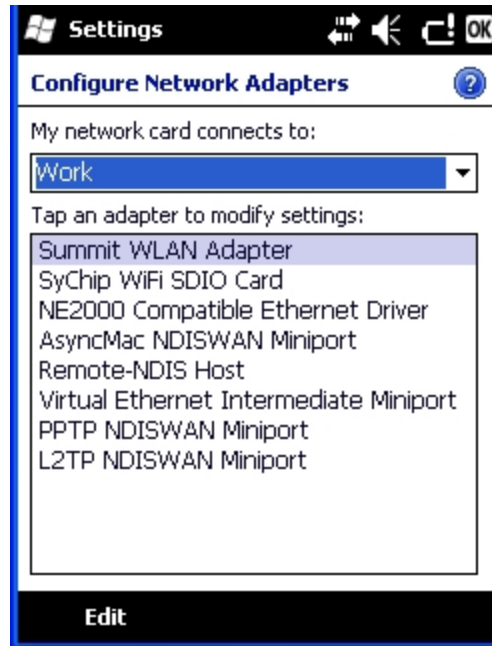 Settings
OK
Configure Network Adapters
?
My network card connects to:
Work
Tap an adapter to modify settings:
Summit WLAN Adapter
SyChip WiFi SDIO Card
NE2000 Compatible Ethernet Driver
AsyncMac NDISWAN Miniport
Remote-NDIS Host
Virtual Ethernet Intermediate Miniport
PPTP NDISWAN Miniport
L2TP NDISWAN Miniport
Edit